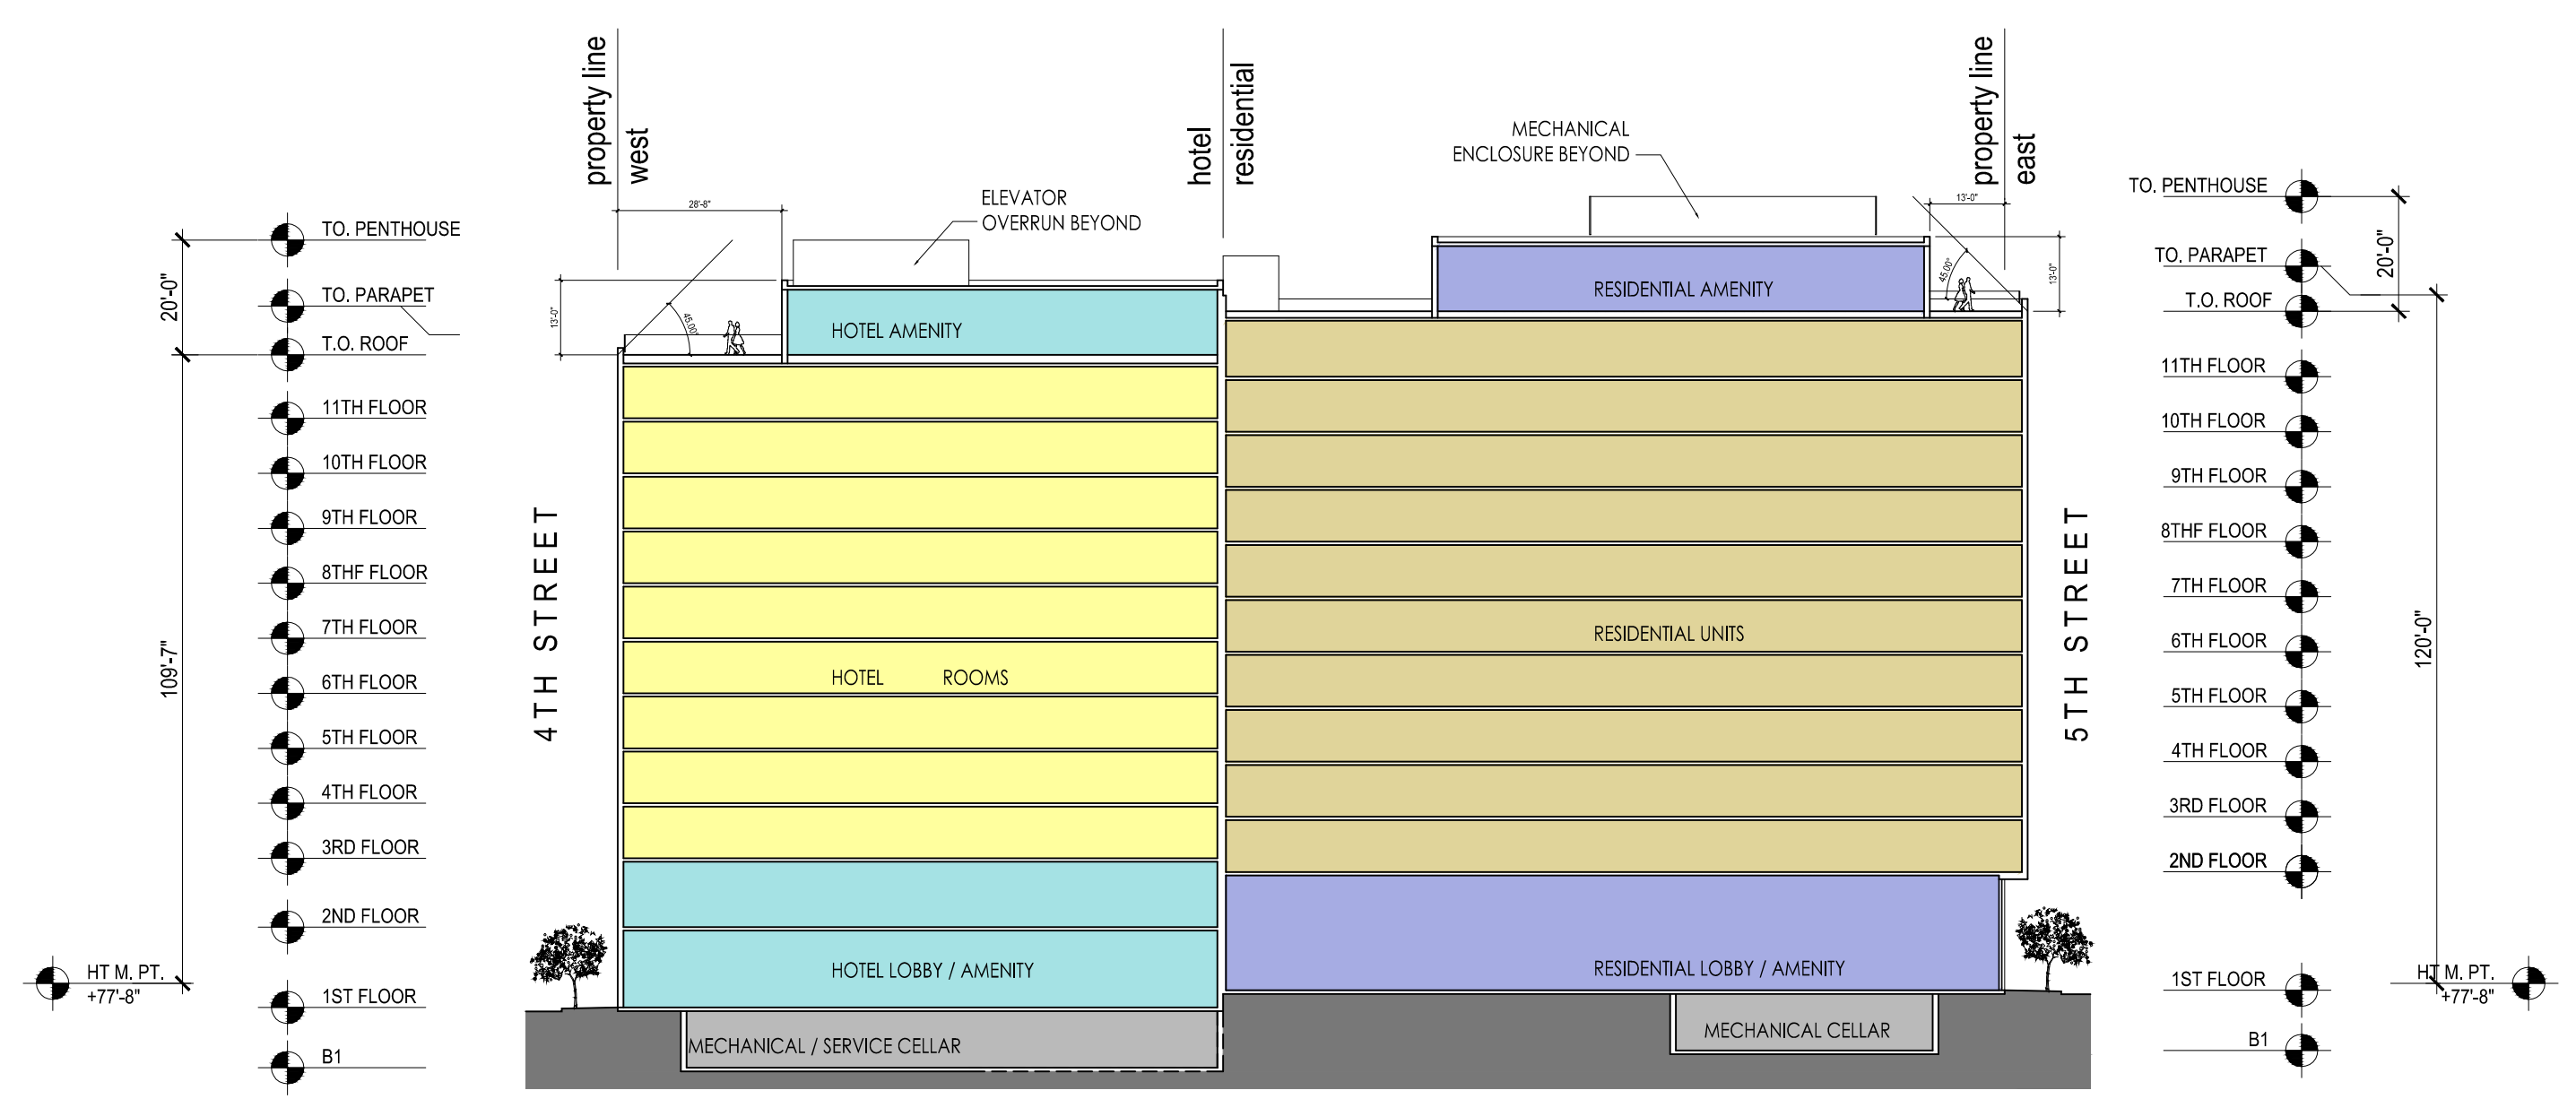 property line
west
hotel
residential
property line
east
MECHANICAL
ENCLOSURE BEYOND
ELEVATOR
OVERRUN BEYOND
28'-8"
13'-0"
TO. PENTHOUSE
TO. PARAPET
T.O. ROOF
11TH FLOOR
10TH FLOOR
9TH FLOOR
8THF FLOOR
7TH FLOOR
6TH FLOOR
5TH FLOOR
4TH FLOOR
3RD FLOOR
2ND FLOOR
1ST FLOOR
B1
20'-0"
109'-7"
HT M. PT.
+77'-8"
4TH STREET
13'-0"
45.00°
HOTEL AMENITY
HOTEL ROOMS
HOTEL LOBBY / AMENITY
MECHANICAL / SERVICE CELLAR
RESIDENTIAL AMENITY
RESIDENTIAL UNITS
RESIDENTIAL LOBBY / AMENITY
MECHANICAL CELLAR
45.00°
13'-0"
5TH STREET
TO. PENTHOUSE
TO. PARAPET
T.O. ROOF
11TH FLOOR
10TH FLOOR
9TH FLOOR
8THF FLOOR
7TH FLOOR
6TH FLOOR
5TH FLOOR
4TH FLOOR
3RD FLOOR
2ND FLOOR
1ST FLOOR
B1
20'-0"
120'-0"
HT M. PT.
+77'-8"